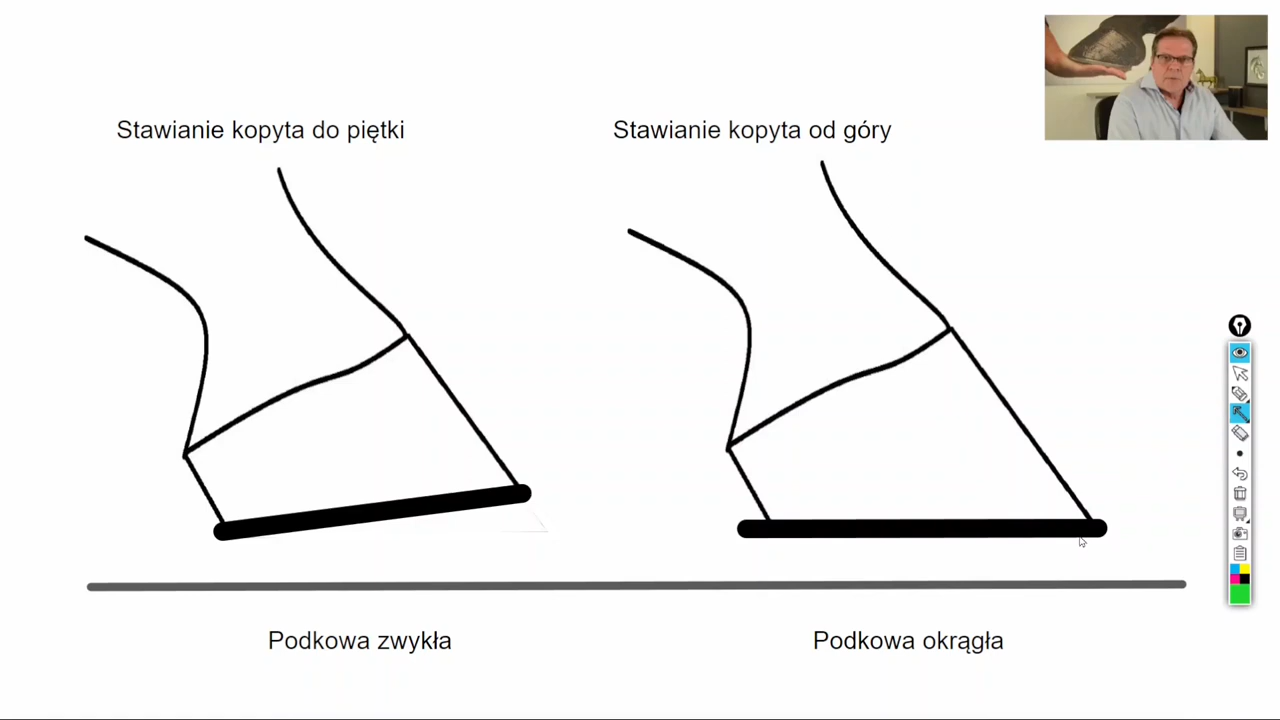 Stawianie kopyta do piętki
Stawianie kopyta od góry
Podkowa zwykła
Podkowa okrągła